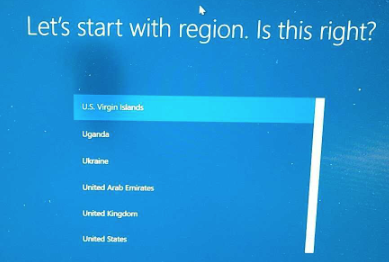 Let's start with region. Is this right?
U.S. Virgin Islands
Uganda
Ukraine
United Arab Emirates
United Kingdom
United States